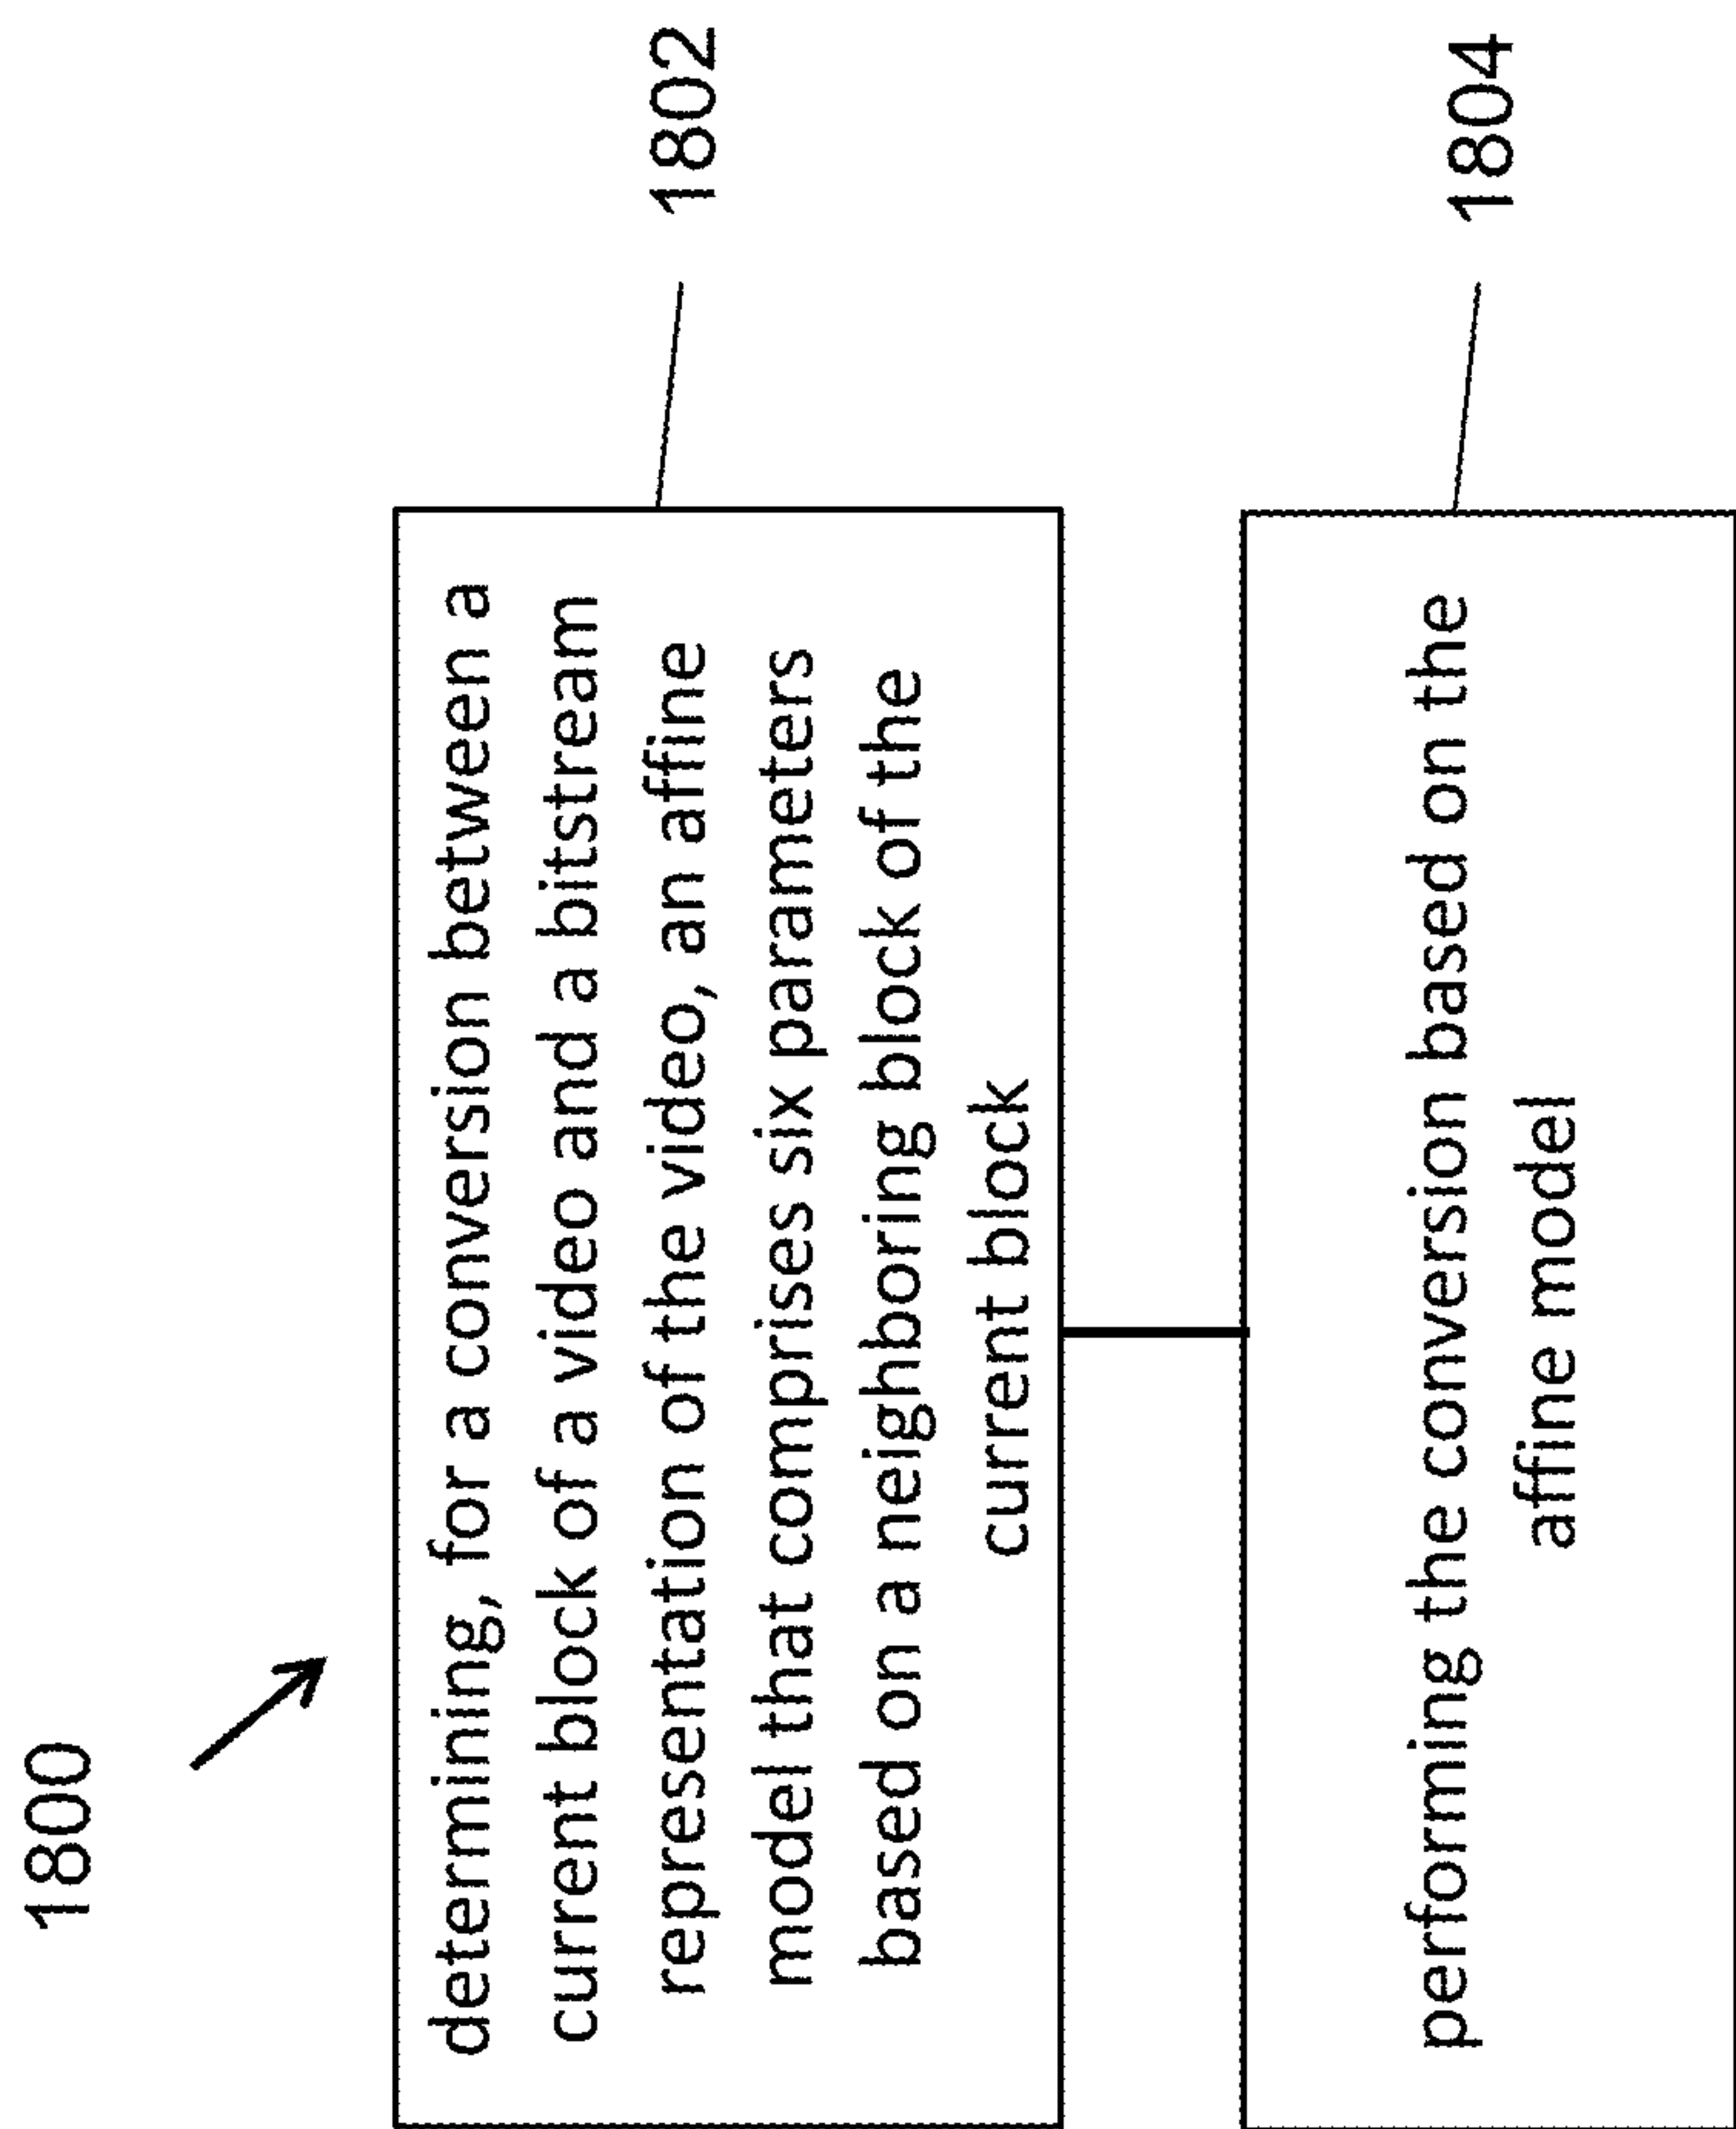 1800
determining, for a conversion between a
current block of a video and a bitstream
representation of the video, an affine
model that comprises six parameters
based on a neighboring block of the
current block
1802
performing the conversion based on the
affine model
1804